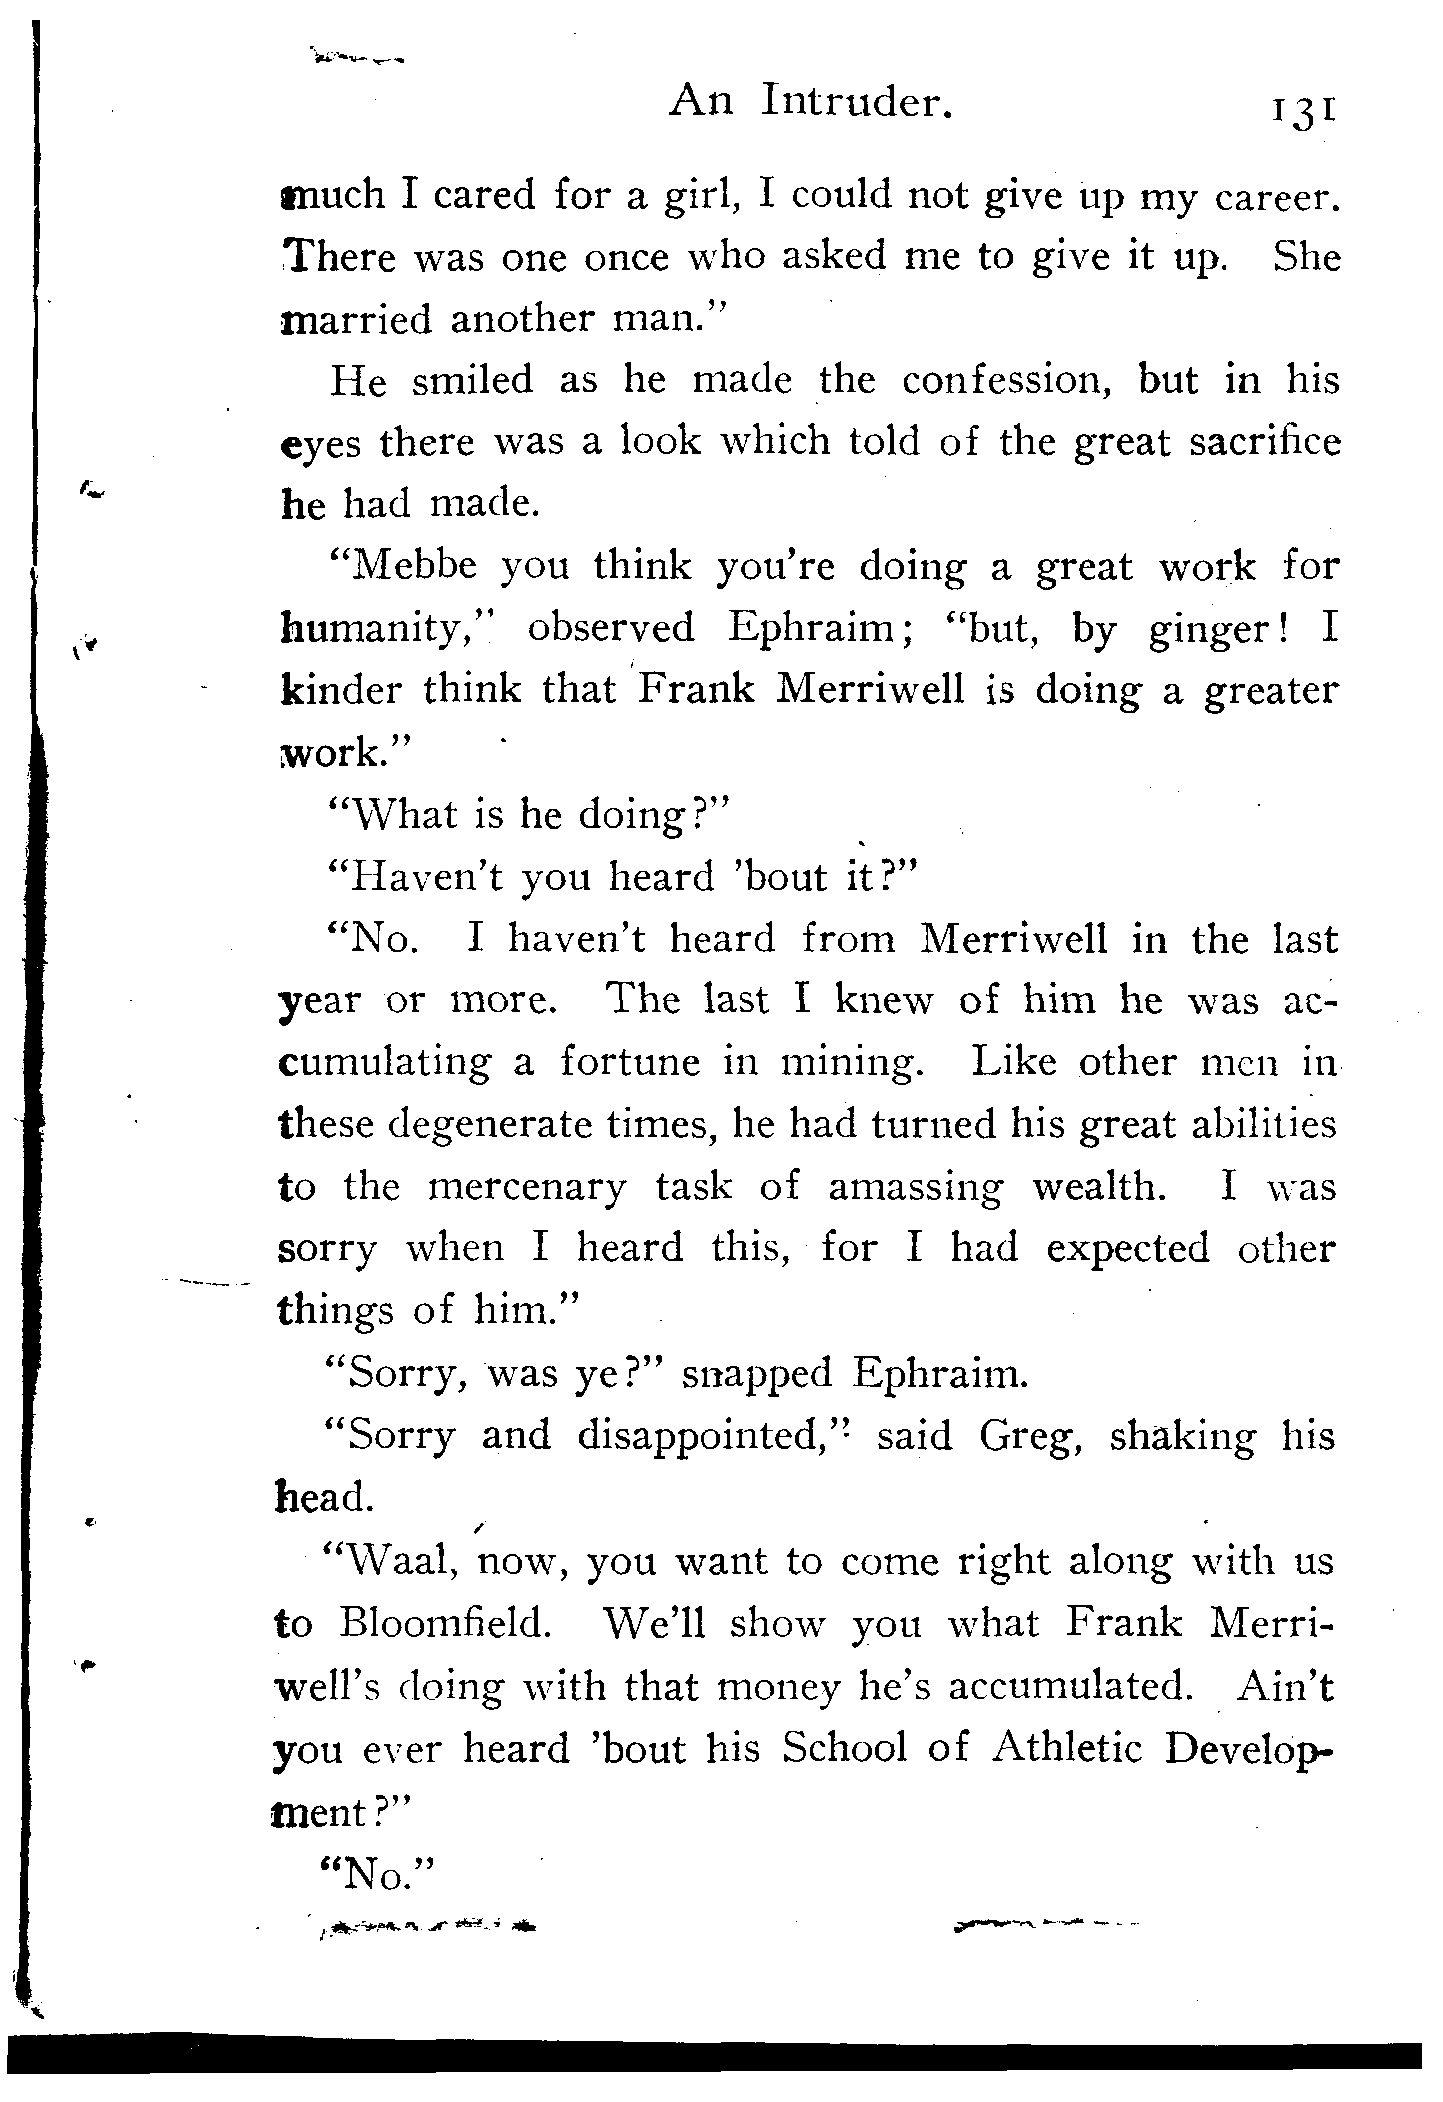 An Intruder. 131
much I cared for a girl, I could not give up my career.
There was one once who asked me to give it up. She
married another man."
He smiled as he made the confession, but in his
eyes there was a look which told of the great sacrifice
he had made.
"Mebbe you think you're doing a great work for
humanity," observed Ephraim; "but, by ginger! I
kinder think that Frank Merriwell is doing a greater
work."
"What is he doing?"
"Haven't you heard 'bout it?"
"No. I haven't heard from Merriwell in the last
year or more. The last I knew of him he was ac-
cumulating a fortune in mining. Like other men in
these degenerate times, he had turned his great abilities
to the mercenary task of amassing wealth. I was
sorry when I heard this, for I had expected other
things of him."
"Sorry, was ye?" snapped Ephraim.
"Sorry and disappointed," said Greg, shaking his
head.
"Waal, now, you want to come right along with us
to Bloomfield. We'll show you what Frank Merri-
well's doing with that money he's accumulated. Ain't
you ever heard 'bout his School of Athletic Develop-
ment?"
"No."